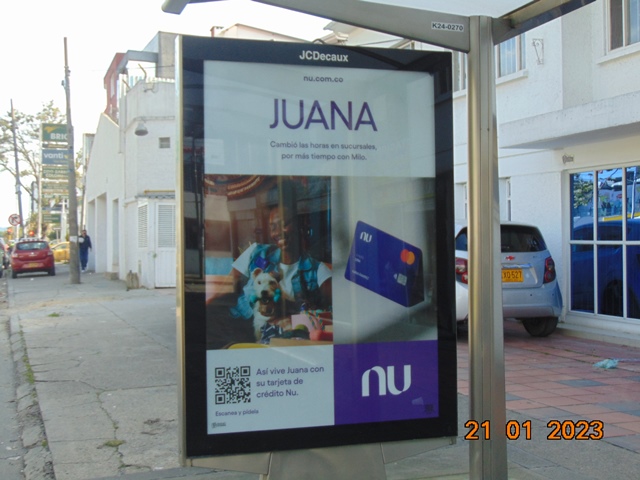 K24-0270
JCDecaux
nu.com.co
JUANA
Cambió las horas en sucursales,
por más tiempo con Milo.
nu
Así vive Juana con
su tarjeta de
crédito Nu.
Escanea y pídela
nu
vanti
21 01 2023